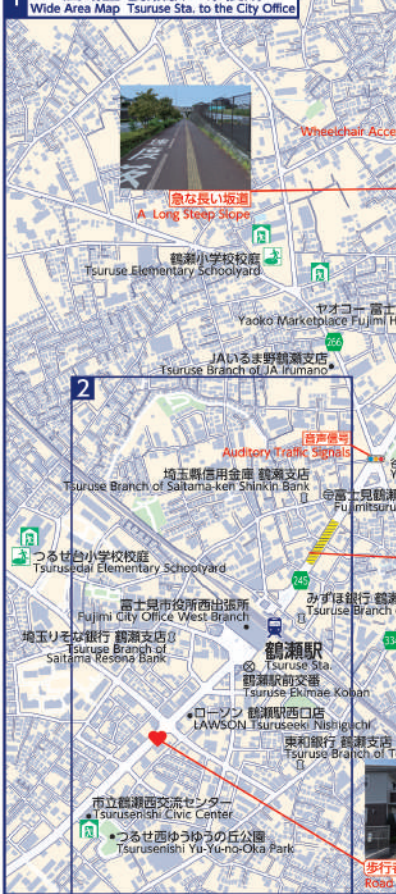 1
Wide Area Map Tsuruse Sta. to the City Office
Wheelchair Acce
急な長い坂道
A Long Steep Slope
鶴瀬小学校校庭
Tsuruse Elementary Schoolyard
ヤオコー 富士
Yaoko Marketplace Fujimi H
266
JAいるま野鶴瀬支店
Tsuruse Branch of JA Irumano
2
音声信号
Auditory Traffic Signals
埼玉縣信用金庫 鶴瀬支店
Tsuruse Branch of Saitama-ken Shinkin Bank
富士見鶴瀬
Fujimitsuru
つるせ台小学校校庭
Tsurusedai Elementary Schoolyard
245
みずほ銀行 鶴瀬
Tsuruse Branch
富士見市役所西出張所
Fujimi City Office West Branch
334
埼玉りそな銀行 鶴瀬支店
Tsuruse Branch of
Saitama Resona Bank
鶴瀬駅
Tsuruse Sta.
鶴瀬駅前交番
Tsuruse Ekimae Koban
ローソン 鶴瀬駅西口店
LAWSON Tsuruseeki Nishiguchi
東和銀行 鶴瀬支店
Tsuruse Branch of T
市立鶴瀬西交流センター
Tsurusenishi Civic Center
つるせ西ゆうゆうの丘公園
Tsurusenishi Yu-Yu-no-Oka Park
歩行者
Road